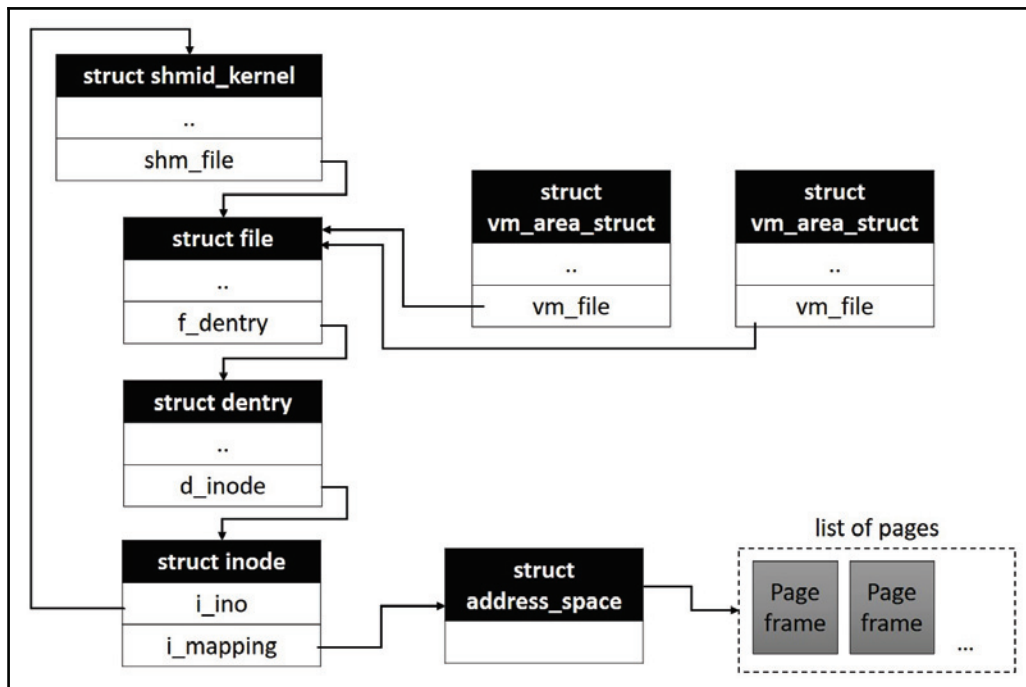 struct shmid_kernel
..
shm_file
struct file
..
f_dentry
struct
vm_area_struct
..
vm_file
struct
vm_area_struct
..
vm_file
struct dentry
..
d_inode
struct inode
i_ino
i_mapping
struct
address_space
list of pages
Page
frame
Page
frame
...